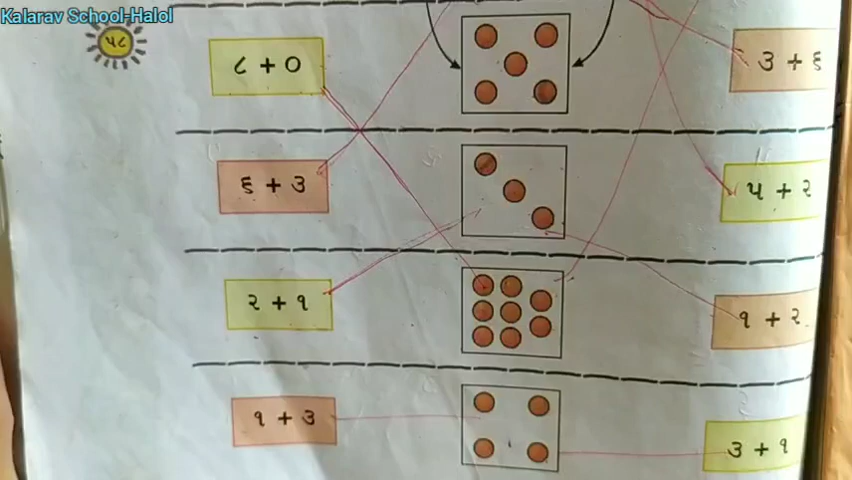 Kalarav School-Halol
૫૮
૮ + ૦
૩ + ૬
૬ + ૩
૫ + ૨
૨ + ૧
૧ + ૨
૧ + ૩
૩ + ૧